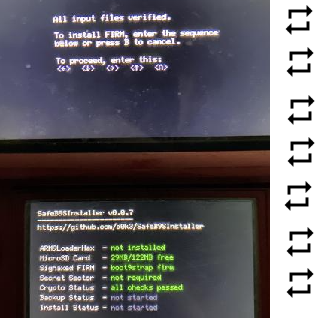 All input files verified.
To install FIRM, enter the sequence
below or press B to cancel.
To proceed, enter this:
SafeB9SInstaller v0.0.7
https://github.com/d0k3/SafeB9SInstaller
ARM9LoaderHax - not installed
MicroSD Card - 29MB/122MB free
Sighaxed FIRM - boot9strap firm
Secret Sector - not required
Crypto Status - all checks passed
Backup Status - not started
Install Status - not started